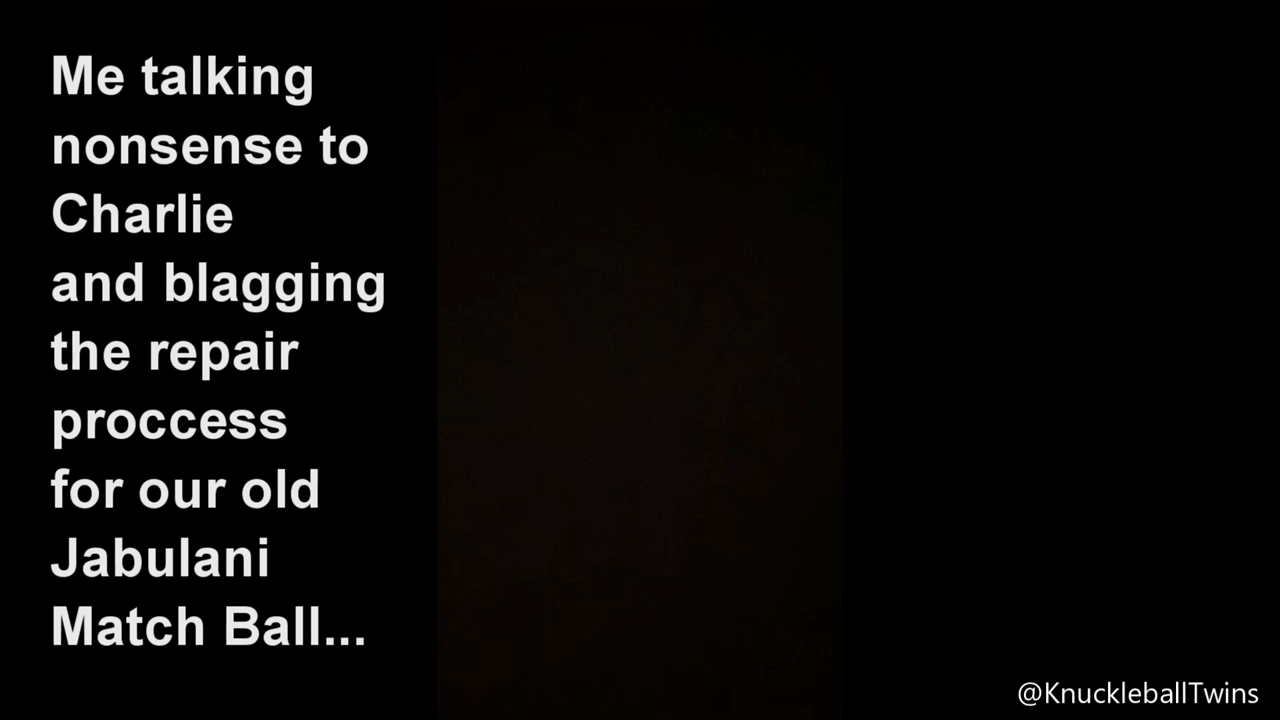 Me talking
nonsense to
Charlie
and blagging
the repair
proccess
for our old
Jabulani
Match Ball...
@KnuckleballTwins